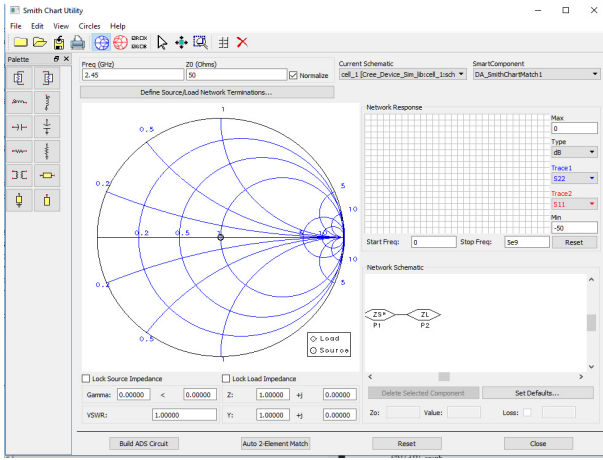 Smith Chart Utility
File Edit View Circles Help
Palette
Freq (GHz)
Z0 (Ohms)
2.45
50
Normalize
Current Schematic
SmartComponent
cell_1 [Cree_Device_Sim_lib:cell_1:sch
DA_SmithChartMatch1
Define Source/Load Network Terminations...
Network Response
Max
0
Type
dB
Trace1
S22
Trace2
S11
Min
-50
Start Freq: 0 Stop Freq: 5e9 Reset
1
0.5
0.2
5
10
0.2 0.5 1 5 10
10
5
0.2
0.5
1
Load
Source
Network Schematic
ZS* ZL
P1 P2
Lock Source Impedance
Lock Load Impedance
Gamma: 0.00000 < 0.00000 Z: 1.00000 +j 0.00000
VSWR: 1.00000 Y: 1.00000 +j 0.00000
Delete Selected Component
Set Defaults...
Zo: Value: Loss:
Build ADS Circuit
Auto 2-Element Match
Reset
Close